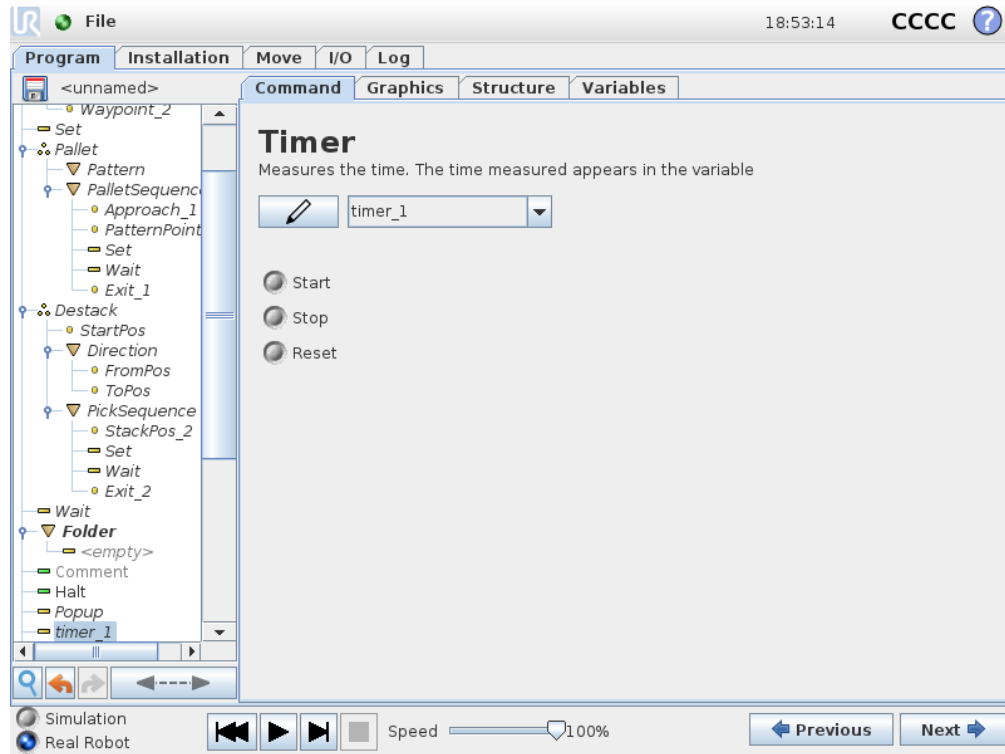 UR File 18:53:14 CCCC ?
Program Installation Move I/O Log
<unnamed>
Command Graphics Structure Variables
Waypoint_2
Set
Pallet
Pattern
PalletSequenc
Approach_1
PatternPoint
Set
Wait
Exit_1
Destack
StartPos
Direction
FromPos
ToPos
PickSequence
StackPos_2
Set
Wait
Exit_2
Wait
Folder
<empty>
Comment
Halt
Popup
timer_1
Timer
Measures the time. The time measured appears in the variable
timer_1
Start
Stop
Reset
Simulation
Real Robot
Speed 100%
Previous Next